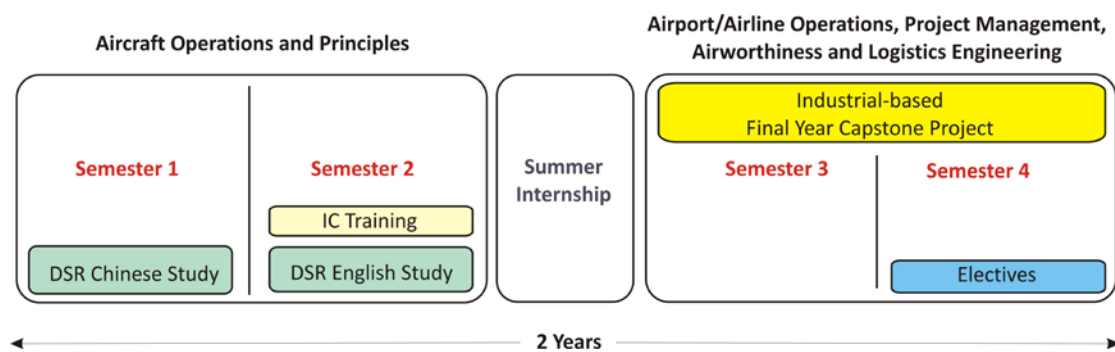 Aircraft Operations and Principles
Airport/Airline Operations, Project Management,
Airworthiness and Logistics Engineering
Industrial-based
Final Year Capstone Project
Semester 1
Semester 2
Summer
Internship
Semester 3
Semester 4
IC Training
DSR Chinese Study
DSR English Study
Electives
2 Years